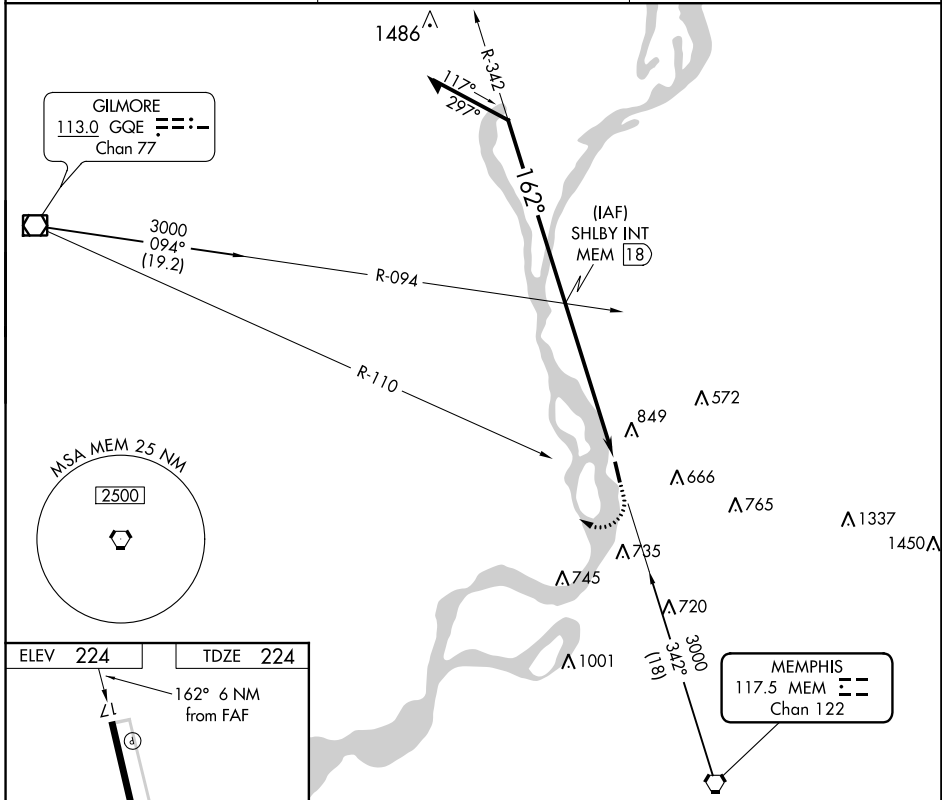 1486
R-342
117°
297°
GILMORE
113.0 GQE
Chan 77
162°
(IAF)
SHLBY INT
MEM 18
3000
094°
(19.2)
R-094
R-110
572
849
MSA MEM 25 NM
2500
666
765
1337
1450
735
745
720
1001
3000
342°
(18)
MEMPHIS
117.5 MEM
Chan 122
ELEV 224
TDZE 224
162° 6 NM
from FAF
17
P